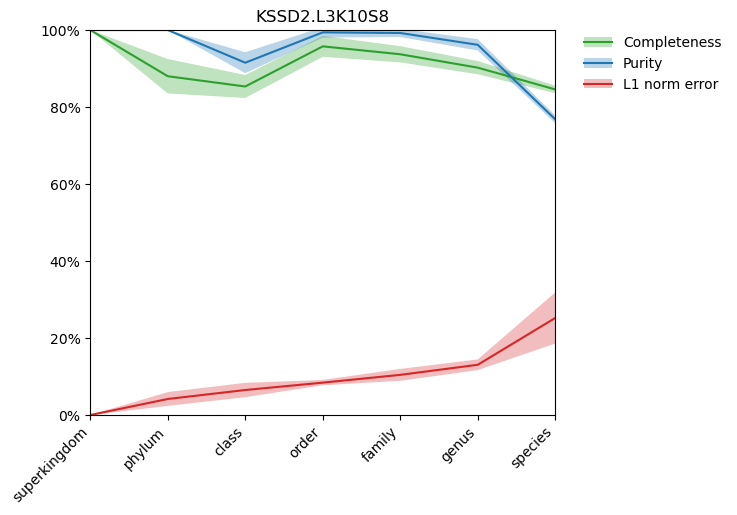 KSSD2.L3K10S8
100%
80%
60%
40%
20%
0%
superkingdom
phylum
class
order
family
genus
species
Completeness
Purity
L1 norm error